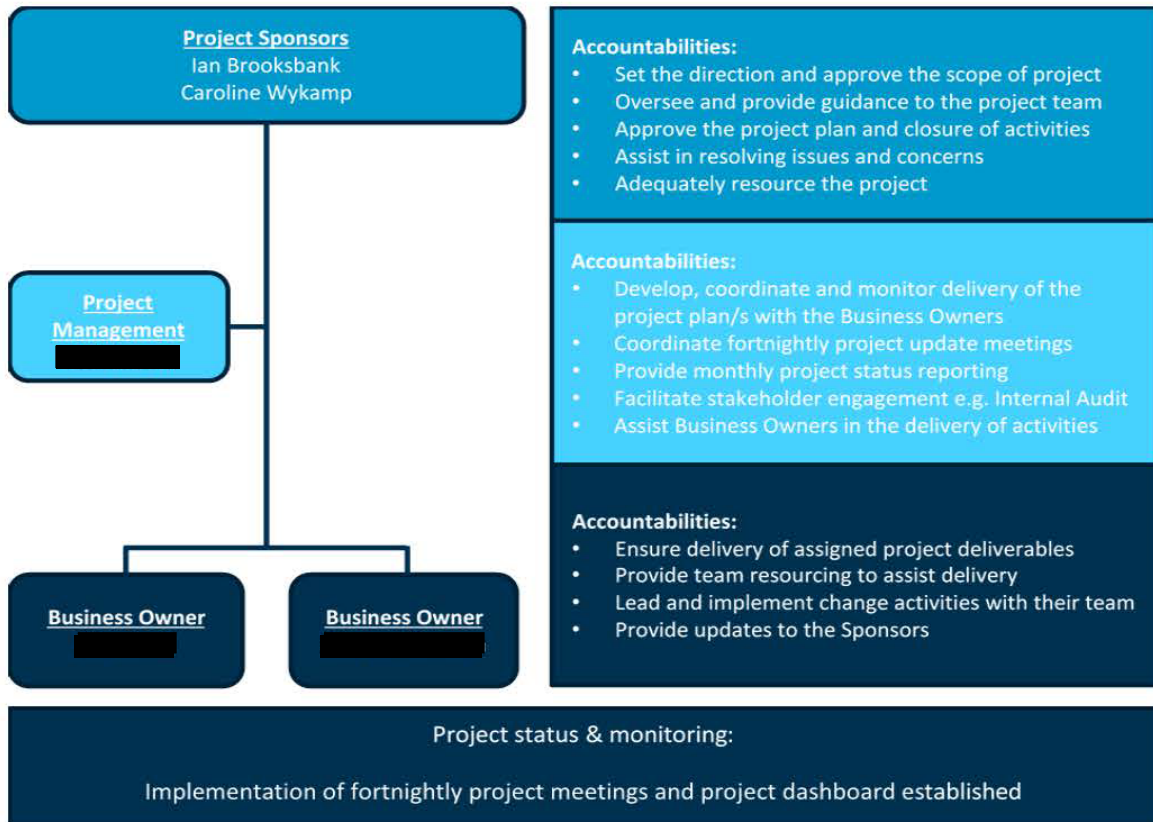 Project Sponsors
Ian Brooksbank
Caroline Wykamp
Accountabilities:
• Set the direction and approve the scope of project
• Oversee and provide guidance to the project team
• Approve the project plan and closure of activities
• Assist in resolving issues and concerns
• Adequately resource the project
Project
Management
Accountabilities:
• Develop, coordinate and monitor delivery of the
project plan/s with the Business Owners
• Coordinate fortnightly project update meetings
• Provide monthly project status reporting
• Facilitate stakeholder engagement e.g. Internal Audit
• Assist Business Owners in the delivery of activities
Business Owner
Business Owner
Accountabilities:
• Ensure delivery of assigned project deliverables
• Provide team resourcing to assist delivery
• Lead and implement change activities with their team
• Provide updates to the Sponsors
Project status & monitoring:
Implementation of fortnightly project meetings and project dashboard established